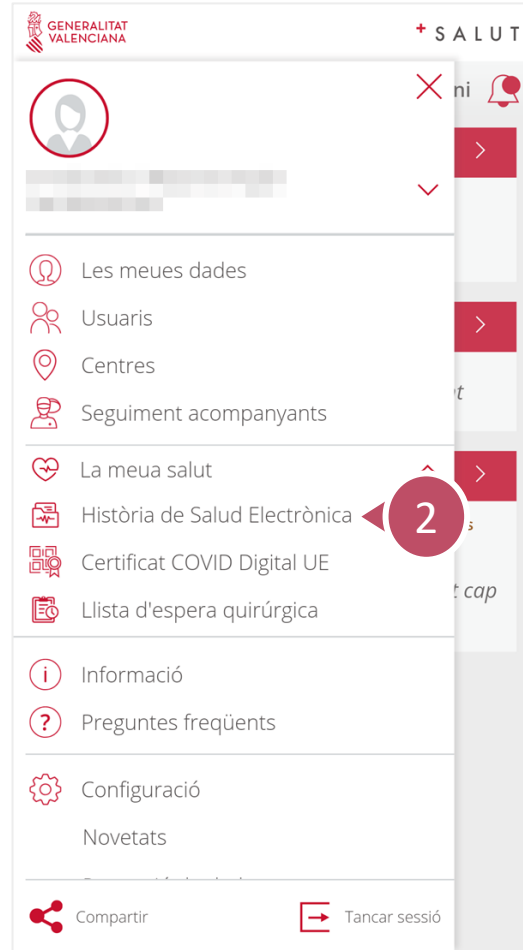 GENERALITAT
VALENCIANA
+ SALUT
ni
Les meues dades
Usuaris
Centres
t
Seguiment acompanyants
La meua salut
Història de Salud Electrònica
2
s
Certificat COVID Digital UE
t cap
Llista d'espera quirúrgica
i
Informació
?
Preguntes freqüents
Configuració
Novetats
Compartir
Tancar sessió